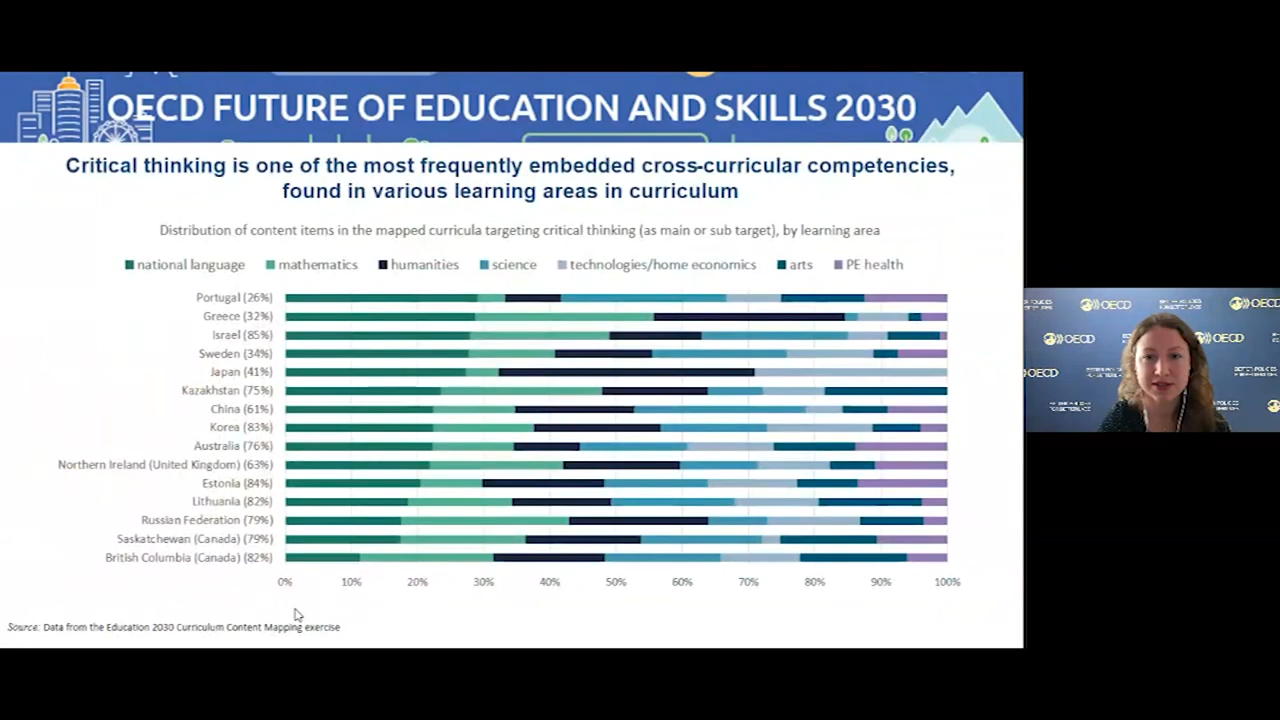 OECD FUTURE OF EDUCATION AND SKILLS 2030
Critical thinking is one of the most frequently embedded cross-curricular competencies,
found in various learning areas in curriculum
Distribution of content items in the mapped curricula targeting critical thinking (as main or sub target), by learning area
national language mathematics humanities science technologies/home economics arts PE health
Portugal (26%)
Greece (32%)
Israel (85%)
Sweden (34%)
Japan (41%)
Kazakhstan (75%)
China (61%)
Korea (83%)
Australia (76%)
Northern Ireland (United Kingdom) (63%)
Estonia (84%)
Lithuania (82%)
Russian Federation (79%)
Saskatchewan (Canada) (79%)
British Columbia (Canada) (82%)
0% 10% 20% 30% 40% 50% 60% 70% 80% 90% 100%
Source: Data from the Education 2030 Curriculum Content Mapping exercise
OECD OECD
OECD OECD
OECD OECD